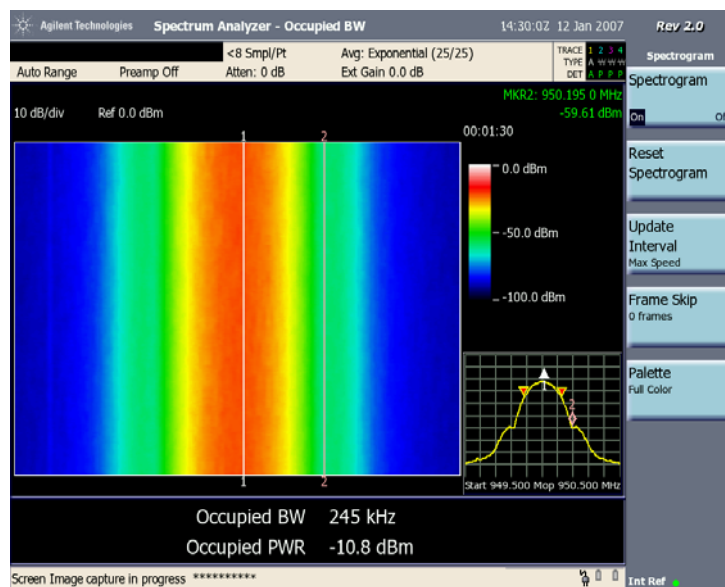 Agilent Technologies Spectrum Analyzer - Occupied BW 14:30:02 12 Jan 2007 Rev 2.0
<8 Smpl/Pt Avg: Exponential (25/25) TRACE 1 2 3 4
TYPE A W W W
Auto Range Preamp Off Atten: 0 dB Ext Gain 0.0 dB DET A P P P
MKR2: 950.195 0 MHz
10 dB/div Ref 0.0 dBm -59.61 dBm
00:01:30
1 2
0.0 dBm
-50.0 dBm
-100.0 dBm
1
2
1 2
Start 949.500 Mop 950.500 MHz
Occupied BW 245 kHz
Occupied PWR -10.8 dBm
Screen Image capture in progress **********
Spectrogram
Spectrogram
On Of
Reset
Spectrogram
Update
Interval
Max Speed
Frame Skip
0 frames
Palette
Full Color
Int Ref